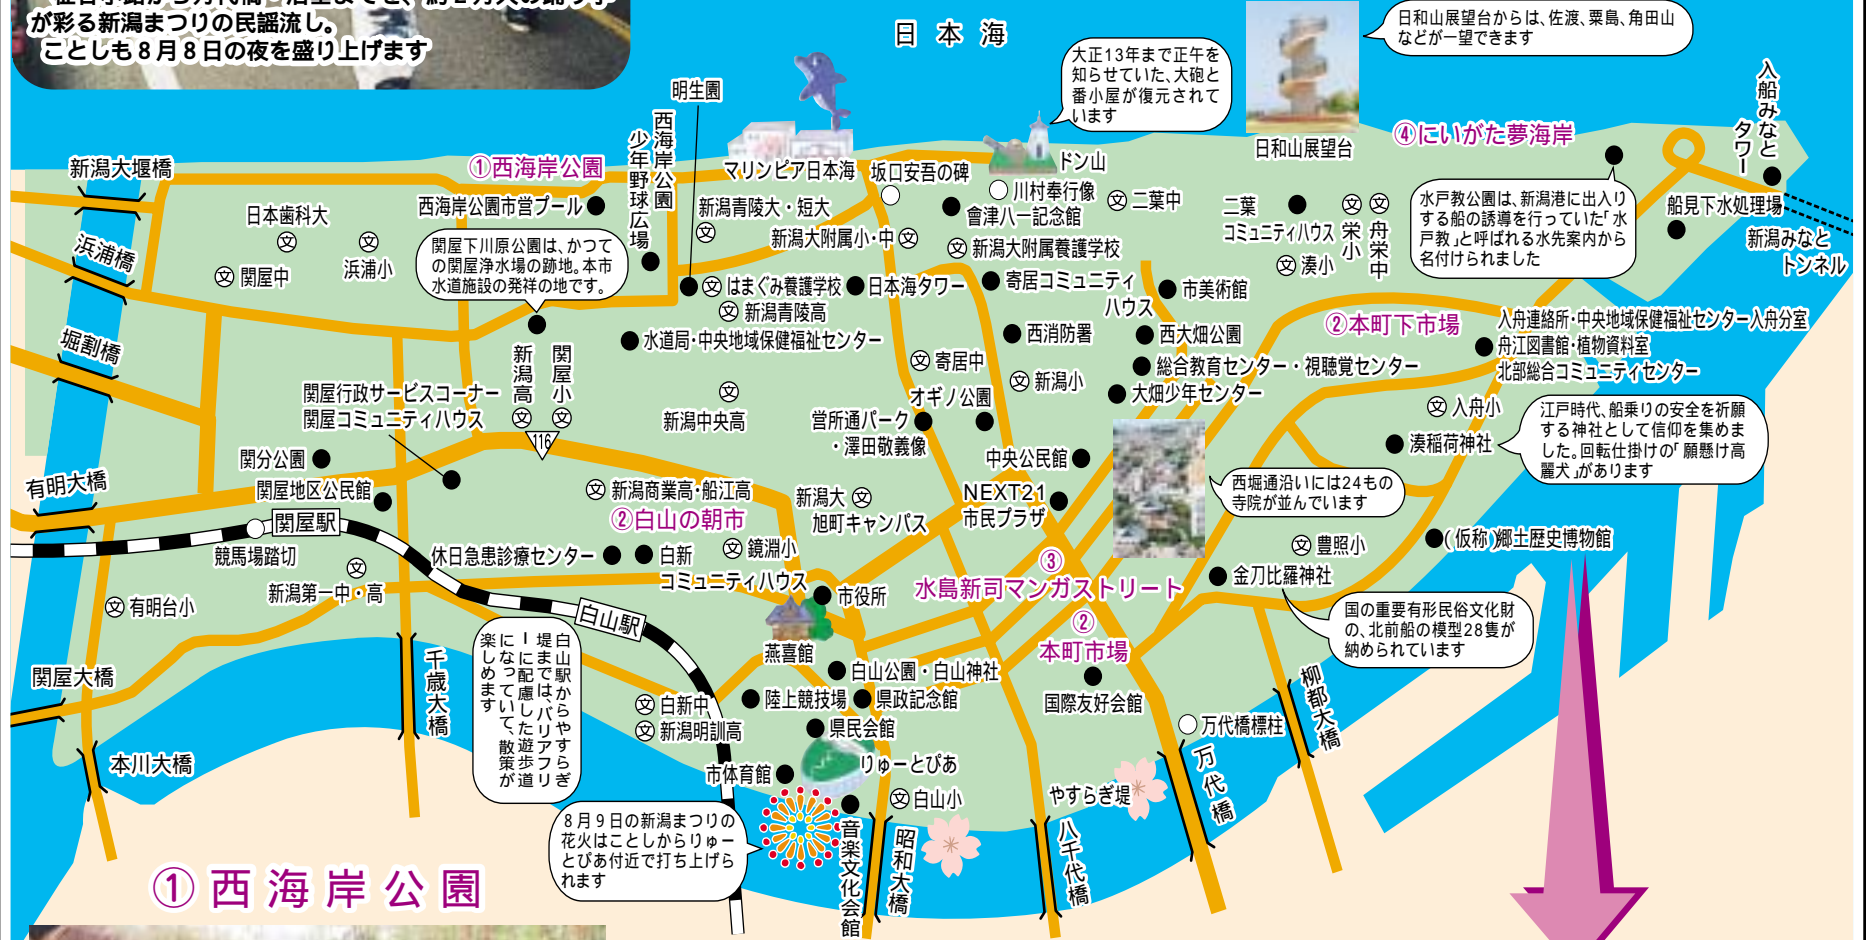 が彩る新潟まつりの民謡流し。
ことしも８月８日の夜を盛り上げます
日本海
大正13年まで正午を
知らせていた、大砲と
番小屋が復元されて
います
日和山展望台からは、佐渡、粟島、角田山
などが一望できます
日和山展望台
④にいがた夢海岸
入船みなと
タワー
水戸教公園は、新潟港に出入り
する船の誘導を行っていた「水
戸教」と呼ばれる水先案内から
名付けられました
船見下水処理場
新潟みなと
トンネル
明生園
西海岸公園
少年野球広場
マリンピア日本海
坂口安吾の碑
ドン山
川村奉行像
會津八一記念館
文 二葉中
二葉
コミュニティハウス
文 栄小
文 舟栄中
文 湊小
新潟大堰橋
①西海岸公園
西海岸公園市営プール
日本歯科大
文
文
浜浦小
文 関屋中
浜浦橋
堀割橋
関屋下川原公園は、かつて
の関屋浄水場の跡地。本市
水道施設の発祥の地です。
新潟青陵大・短大
文
新潟大附属小・中 文
文 新潟大附属養護学校
文 はまぐみ養護学校
日本海タワー
寄居コミュニティ
ハウス
市美術館
文 新潟青陵高
水道局・中央地域保健福祉センター
西消防署
西大畑公園
総合教育センター・視聴覚センター
大畑少年センター
文 寄居中
文 新潟小
オギノ公園
営所通パーク
・澤田敬義像
②本町下市場
入舟連絡所・中央地域保健福祉センター入舟分室
舟江図書館・植物資料室
北部総合コミュニティセンター
文 入舟小
湊稲荷神社
江戸時代、船乗りの安全を祈願
する神社として信仰を集めま
した。回転仕掛けの「願懸け高
麗犬」があります
新潟高
文
関屋小
文
116
文
新潟中央高
関屋行政サービスコーナー
関屋コミュニティハウス
関分公園
関屋地区公民館
有明大橋
関屋駅
競馬場踏切
文
新潟第一中・高
文 有明台小
文 新潟商業高・船江高
②白山の朝市
新潟大 文
旭町キャンパス
中央公民館
NEXT21
市民プラザ
西堀通沿いには24もの
寺院が並んでいます
文 豊照小
(仮称)郷土歴史博物館
金刀比羅神社
国の重要有形民俗文化財
の、北前船の模型28隻が
納められています
休日急患診療センター
白新
コミュニティハウス
文 鏡淵小
市役所
③
水島新司マンガストリート
②
本町市場
国際友好会館
白山駅
燕喜館
白山公園・白山神社
陸上競技場
県政記念館
県民会館
りゅーとぴあ
市体育館
文 白山小
音楽文化会館
文 白新中
文 新潟明訓高
白山駅からやすらぎ
堤までは、バリアフリ
ーに配慮した遊歩道
になっていて、散策が
楽しめます
８月９日の新潟まつりの
花火はことしからりゅー
とぴあ付近で打ち上げら
れます
関屋大橋
本川大橋
千歳大橋
昭和大橋
八千代橋
やすらぎ堤
万代橋
万代橋標柱
柳都大橋
①西海岸公園